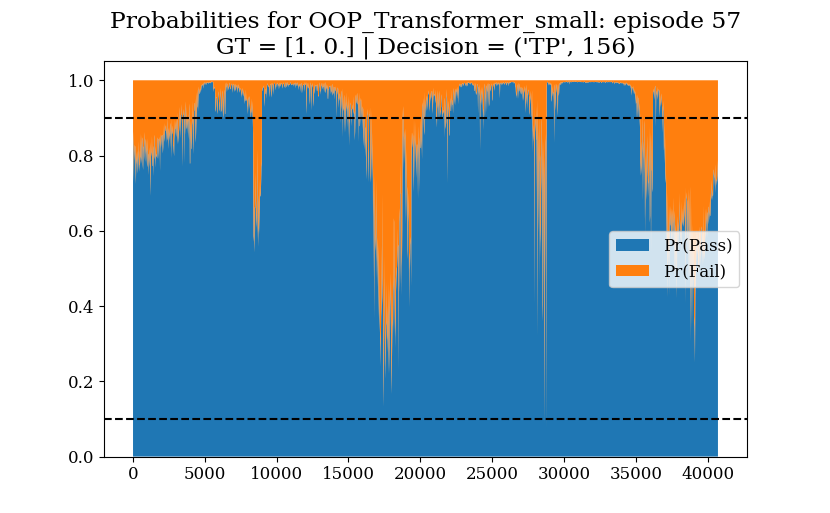 Probabilities for OOP_Transformer_small: episode 57
GT = [1. 0.] | Decision = ('TP', 156)
1.0
0.8
0.6
0.4
0.2
0.0
Pr(Pass)
Pr(Fail)
0 5000 10000 15000 20000 25000 30000 35000 40000